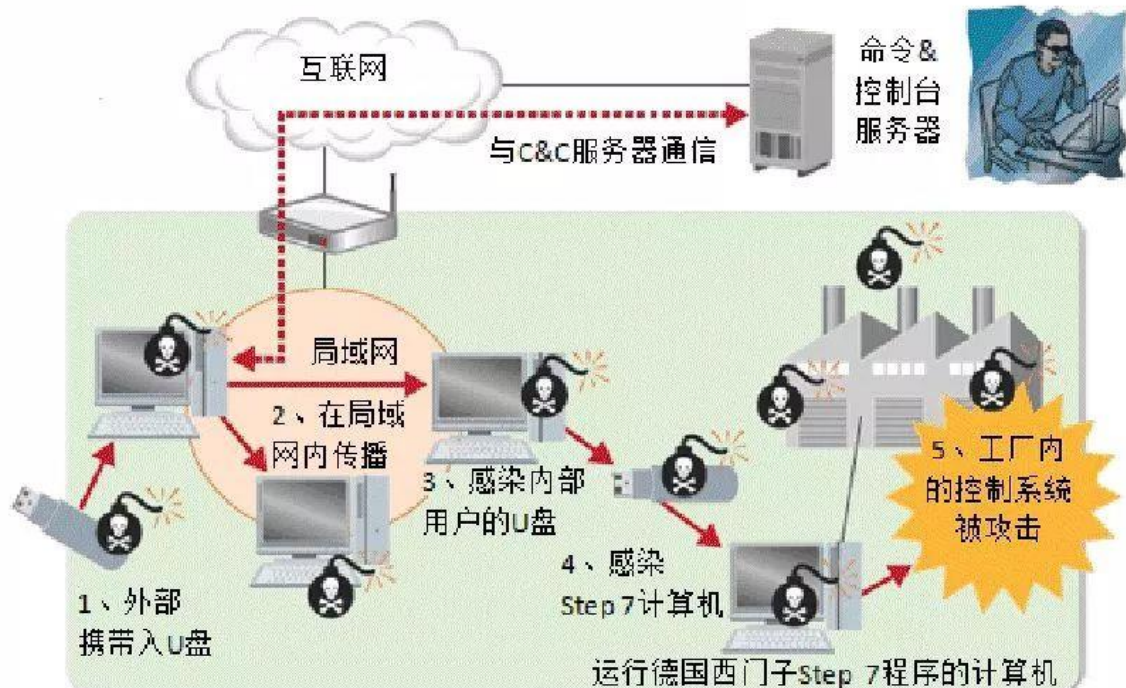 互联网
命令&
控制台
服务器
与C&C服务器通信
局域网
2、在局域
网内传播
3、感染内部
用户的U盘
5、工厂内
的控制系统
被攻击
4、感染
Step 7计算机
1、外部
携带入U盘
运行德国西门子Step 7程序的计算机